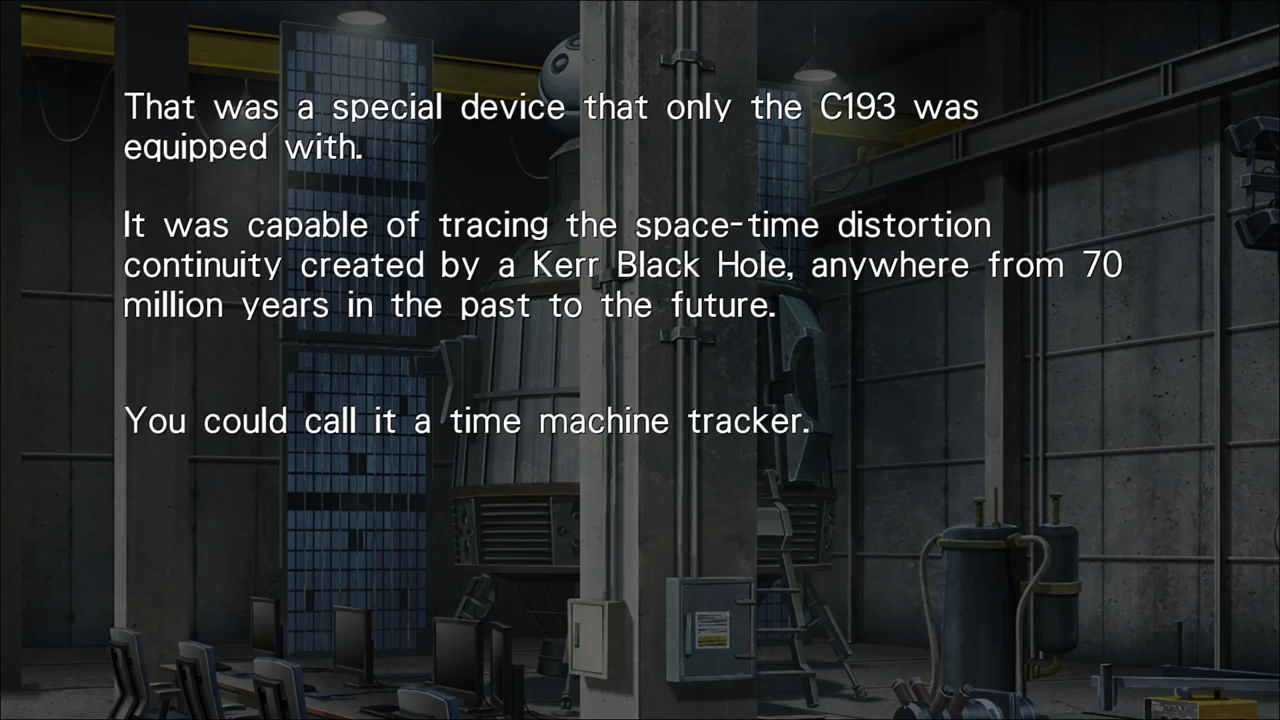 That was a special device that only the C193 was
equipped with.
It was capable of tracing the space-time distortion
continuity created by a Kerr Black Hole, anywhere from 70
million years in the past to the future.
You could call it a time machine tracker.